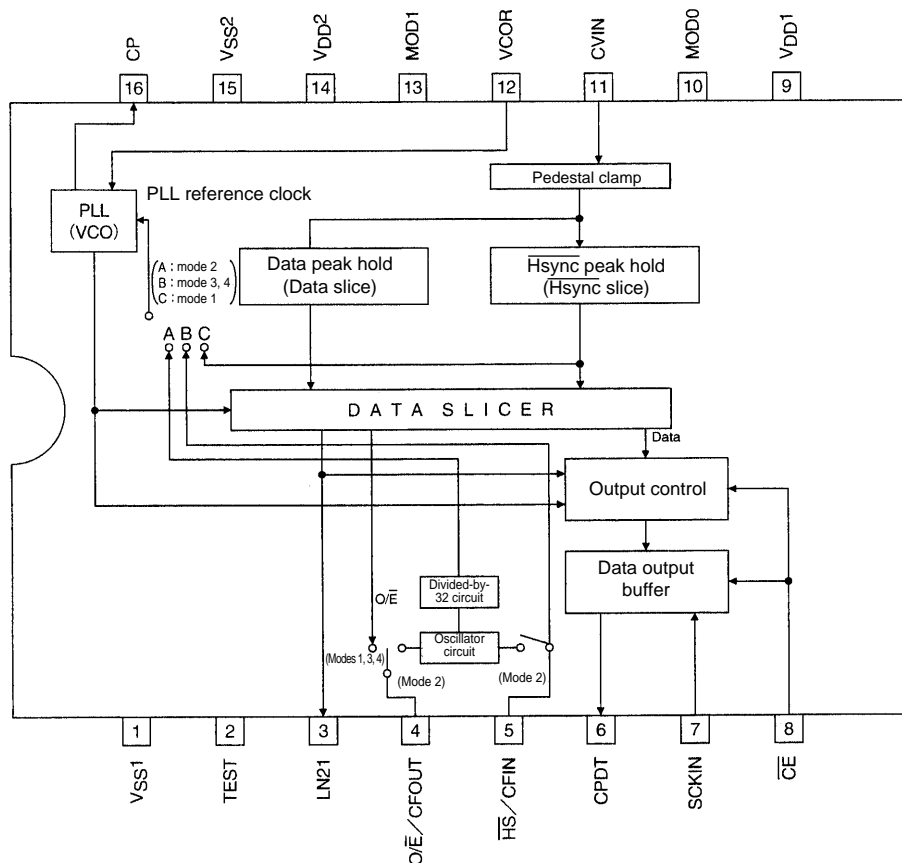 CP
VSS2
VDD2
MOD1
VCOR
CVIN
MOD0
VDD1
16
15
14
13
12
11
10
9
Pedestal clamp
PLL
(VCO)
PLL reference clock
A : mode 2
B : mode 3, 4
C : mode 1
Data peak hold
(Data slice)
Hsync peak hold
(Hsync slice)
A B C
DATA SLICER
Data
Output control
Data output
buffer
O/E
Divided-by-
32 circuit
Oscillator
circuit
(Modes 1, 3, 4)
(Mode 2)
(Mode 2)
1
2
3
4
5
6
7
8
VSS1
TEST
LN21
O/E/CFOUT
HS/CFIN
CPDT
SCKIN
CE